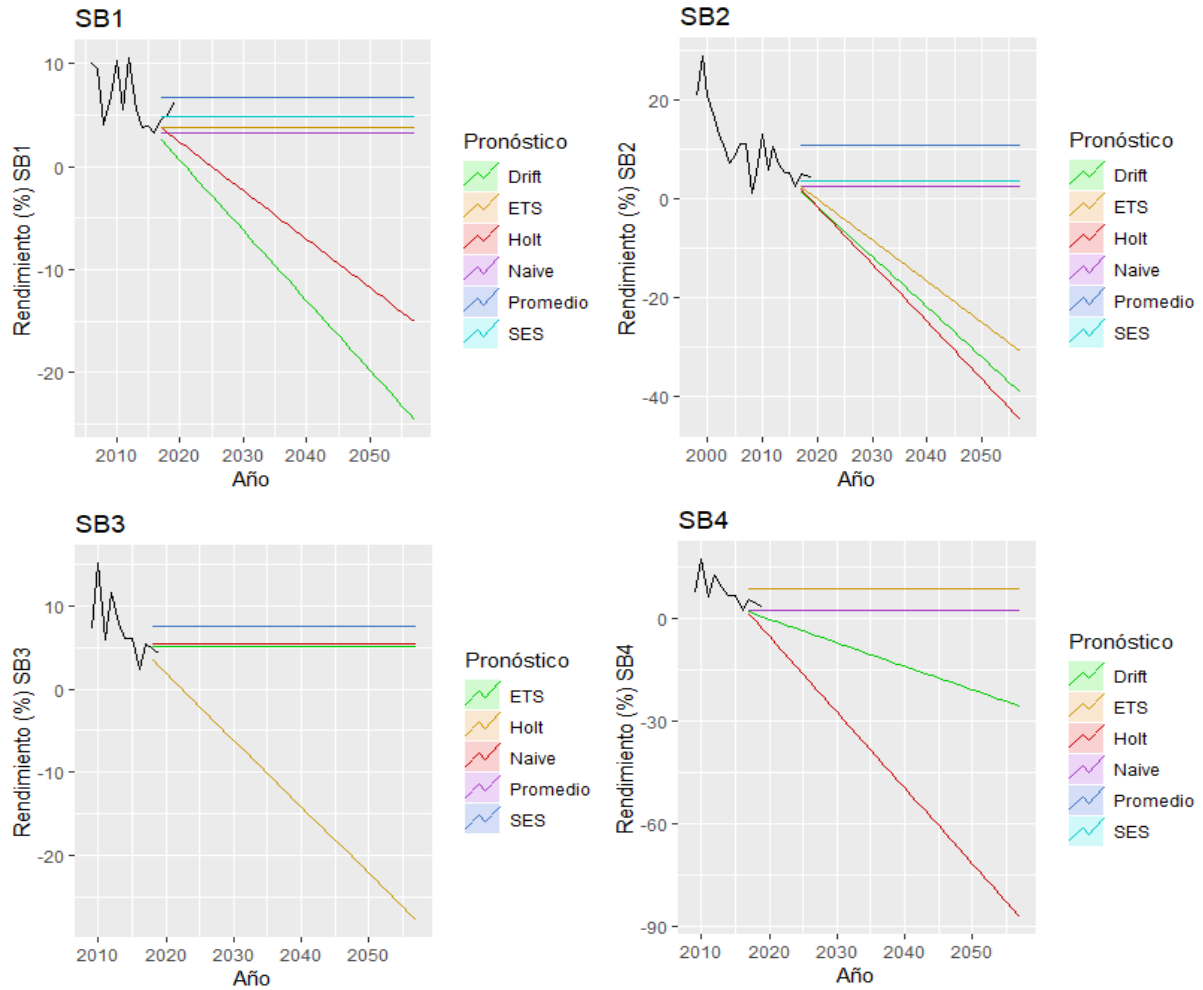 SB1
Rendimiento (%) SB1
10
0
-10
-20
2010 2020 2030 2040 2050
Año
Pronóstico
Drift
ETS
Holt
Naive
Promedio
SES
SB2
Rendimiento (%) SB2
20
0
-20
-40
2000 2010 2020 2030 2040 2050
Año
Pronóstico
Drift
ETS
Holt
Naive
Promedio
SES
SB3
Rendimiento (%) SB3
10
0
-10
-20
2010 2020 2030 2040 2050
Año
Pronóstico
ETS
Holt
Naive
Promedio
SES
SB4
Rendimiento (%) SB4
0
-30
-60
-90
2010 2020 2030 2040 2050
Año
Pronóstico
Drift
ETS
Holt
Naive
Promedio
SES